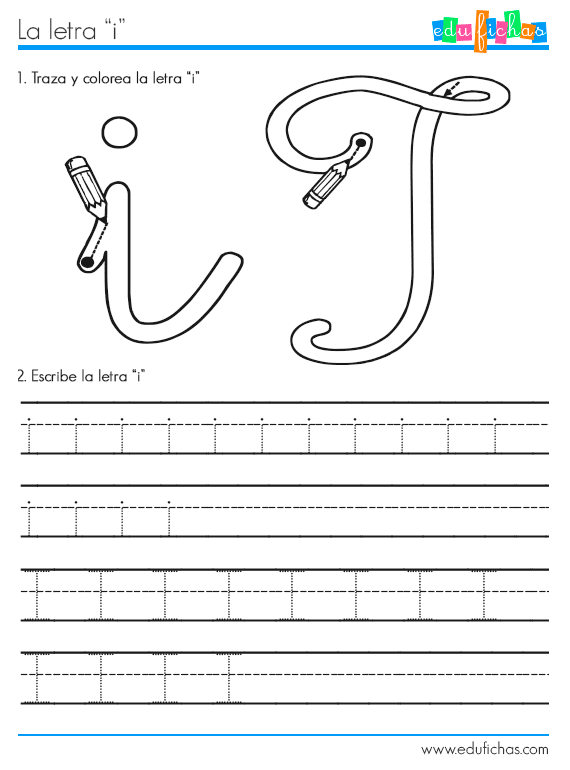 La letra “i”
edufichas
1. Traza y colorea la letra “i”
i I
2. Escribe la letra “i”
i i i i i i i i i i i
i i i i
I I I I I I I I
I I I I
www.edufichas.com